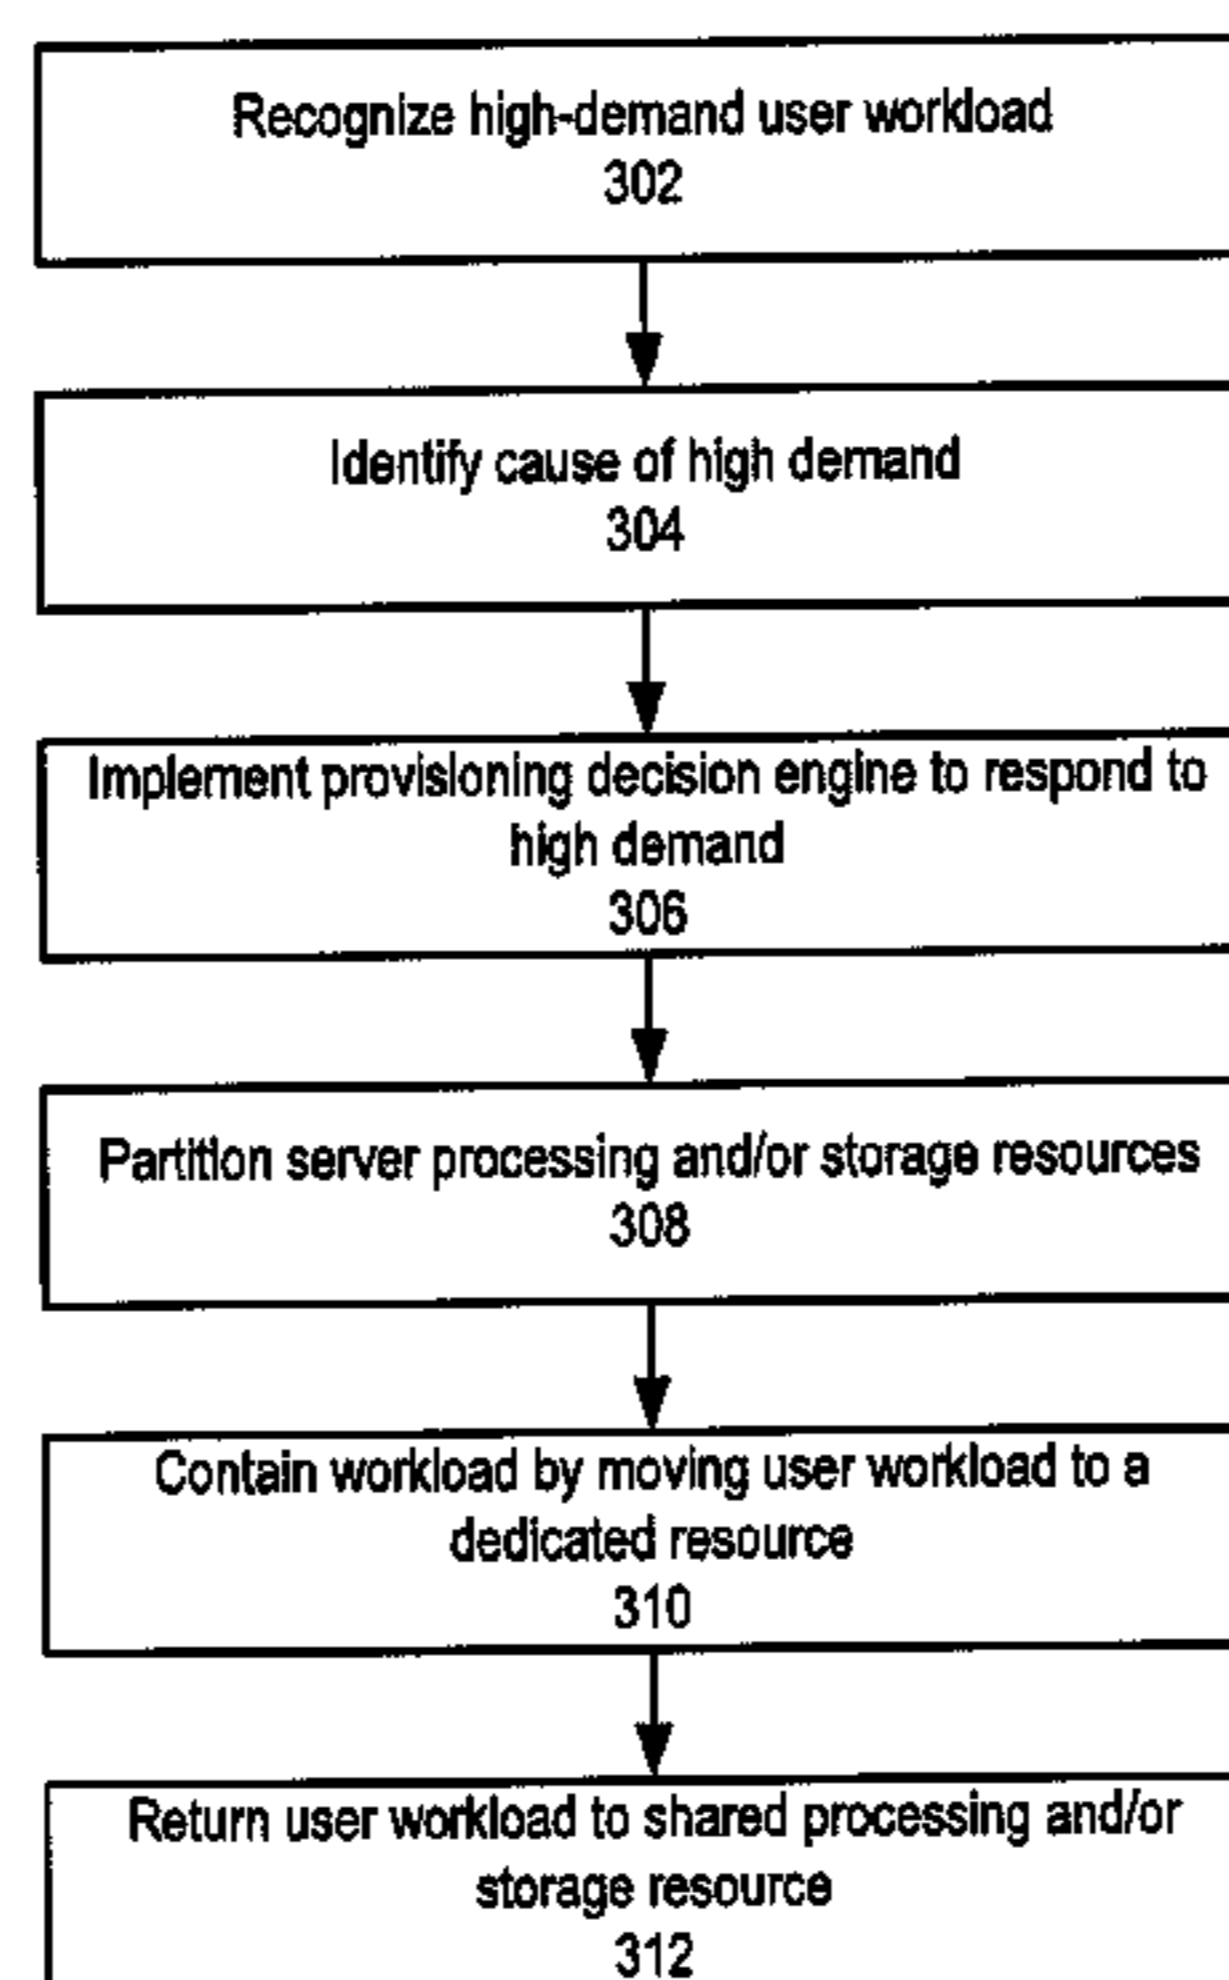 Recognize high-demand user workload
302
Identify cause of high demand
304
Implement provisioning decision engine to respond to
high demand
306
Partition server processing and/or storage resources
308
Contain workload by moving user workload to a
dedicated resource
310
Return user workload to shared processing and/or
storage resource
312